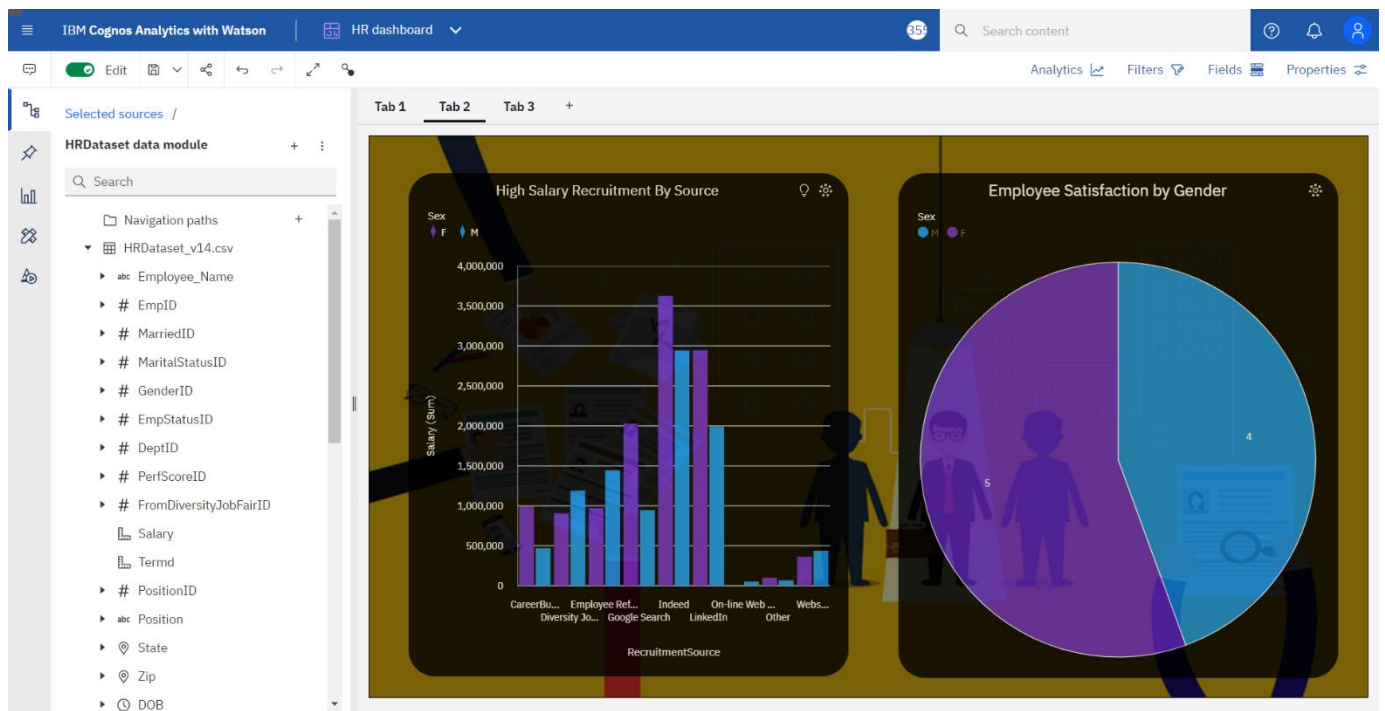 IBM Cognos Analytics with Watson
HR dashboard
Search content
Edit
Analytics
Filters
Fields
Properties
Selected sources /
HRDataset data module
Search
Navigation paths
HRDataset_v14.csv
abc Employee_Name
# EmpID
# MarriedID
# MaritalStatusID
# GenderID
# EmpStatusID
# DeptID
# PerfScoreID
# FromDiversityJobFairID
Salary
Termd
# PositionID
abc Position
State
Zip
DOB
Tab 1 Tab 2 Tab 3 +
High Salary Recruitment By Source
Sex
F M
Salary (Sum)
4,000,000
3,500,000
3,000,000
2,500,000
2,000,000
1,500,000
1,000,000
500,000
0
CareerBu... Employee Ref... Indeed On-line Web ... Webs...
Diversity Jo... Google Search LinkedIn Other
RecruitmentSource
Employee Satisfaction by Gender
Sex
M F
5
4